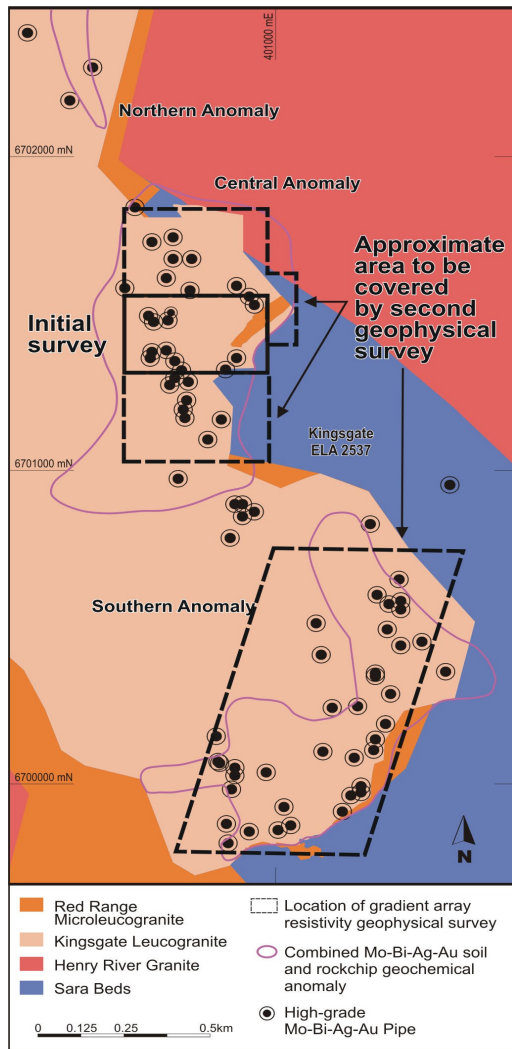 401000 mE
Northern Anomaly
6702000 mN
Central Anomaly
Approximate
area to be
covered
by second
geophysical
survey
Initial
survey
Kingsgate
ELA 2537
6701000 mN
Southern Anomaly
6700000 mN
N
Red Range
Microleucogranite
Kingsgate Leucogranite
Henry River Granite
Sara Beds
0 0.125 0.25 0.5km
Location of gradient array
resistivity geophysical survey
Combined Mo-Bi-Ag-Au soil
and rockchip geochemical
anomaly
High-grade
Mo-Bi-Ag-Au Pipe